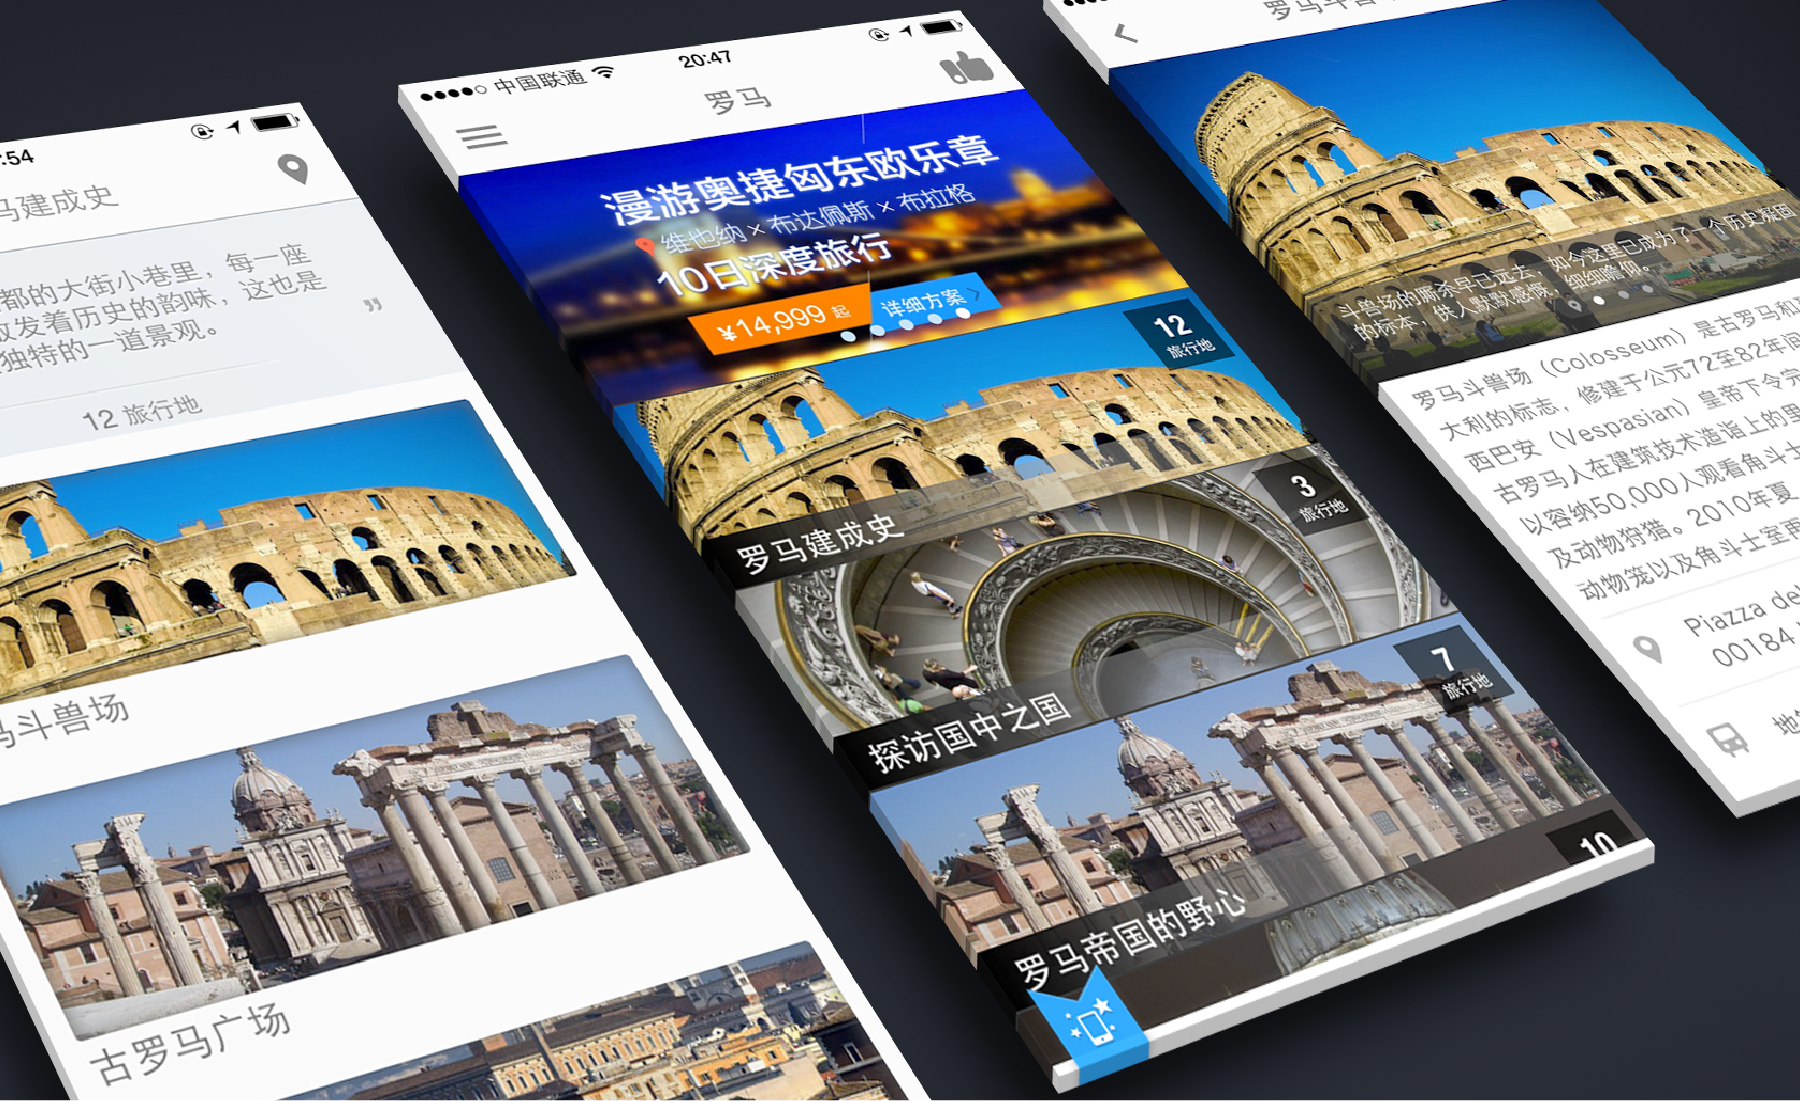 :54
马建成史
都的大街小巷里，每一座
散发着历史的韵味，这也是
独特的一道景观。
”
12 旅行地
马斗兽场
古罗马广场
中国联通
20:47
罗马
漫游奥捷匈东欧乐章
维也纳 × 布达佩斯 × 布拉格
10日深度旅行
¥14,999 起
详细方案
12
旅行地
罗马建成史
3
旅行地
探访国中之国
7
旅行地
罗马帝国的野心
10
罗马斗兽
斗兽场的厮杀早已远去，如今这里已成为了一个历史凝固
的标本，供人默默感慨，细细瞻仰。
罗马斗兽场（Colosseum）是古罗马和
大利的标志，修建于公元72至82年间
西巴安（Vespasian）皇帝下令完
古罗马人在建筑技术造诣上的里
以容纳50,000人观看角斗士
及动物狩猎。2010年夏
动物笼以及角斗士室再
Piazza del
00184